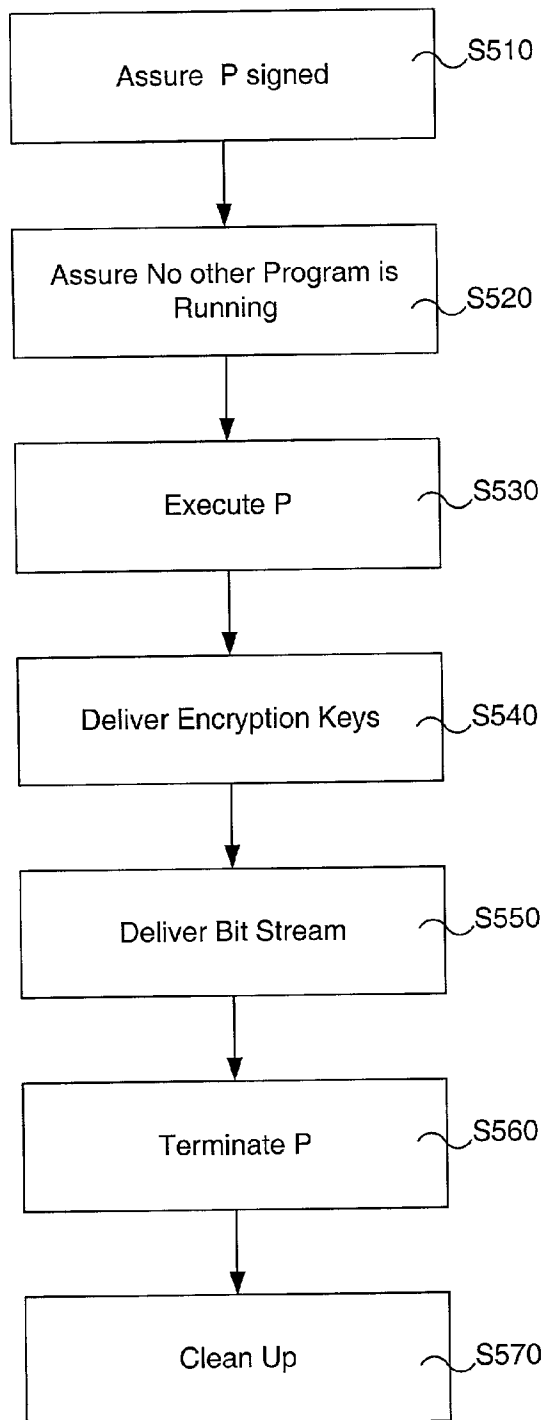 Assure P signed
S510
Assure No other Program is
Running
S520
Execute P
S530
Deliver Encryption Keys
S540
Deliver Bit Stream
S550
Terminate P
S560
Clean Up
S570